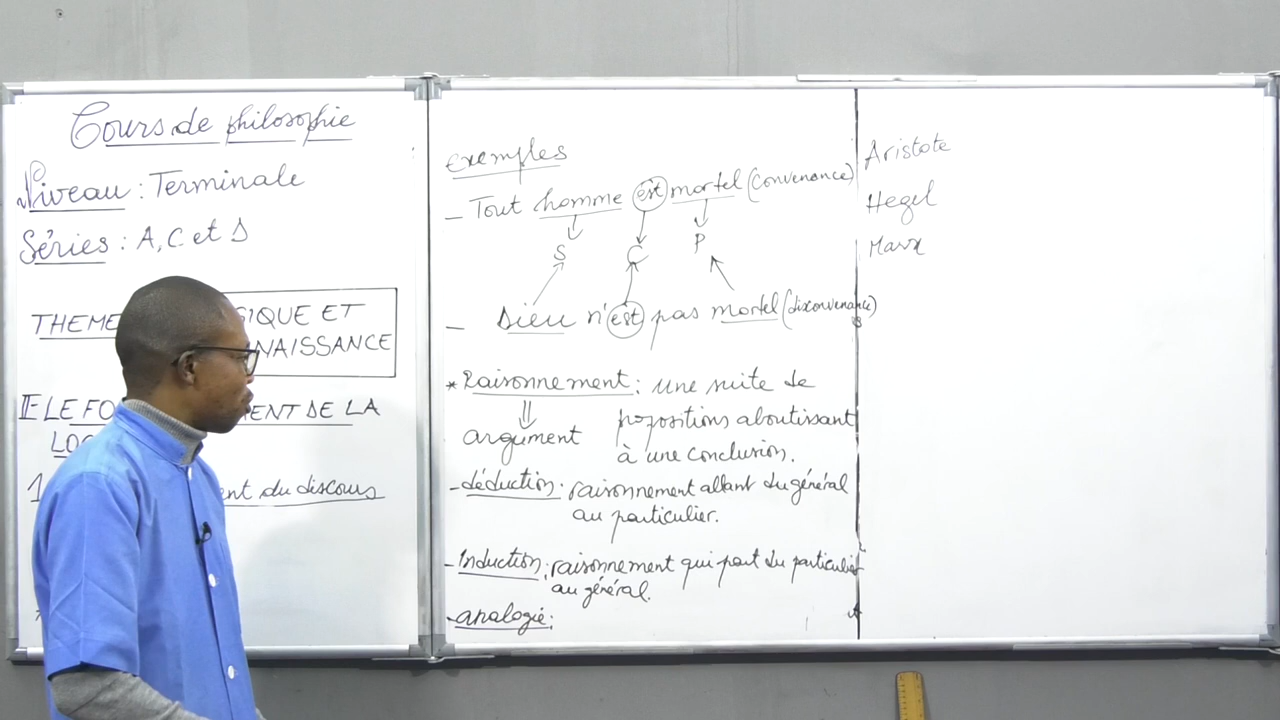 Cours de philosophie
Niveau : Terminale
Séries : A, C et D
THEME GIQUE ET
NAISSANCE
II- LE FO MENT DE LA
LOG
1 ent du discours
Exemples
- Tout homme est mortel (convenance)
S C P
- Dieu n'est pas mortel (disconvenance)
* Raisonnement : une suite de
propositions aboutissant
argument
à une conclusion.
- déduction : raisonnement allant du général
au particulier.
- Induction : raisonnement qui part du particulier
au général.
- analogie :
Aristote
Hegel
Marx